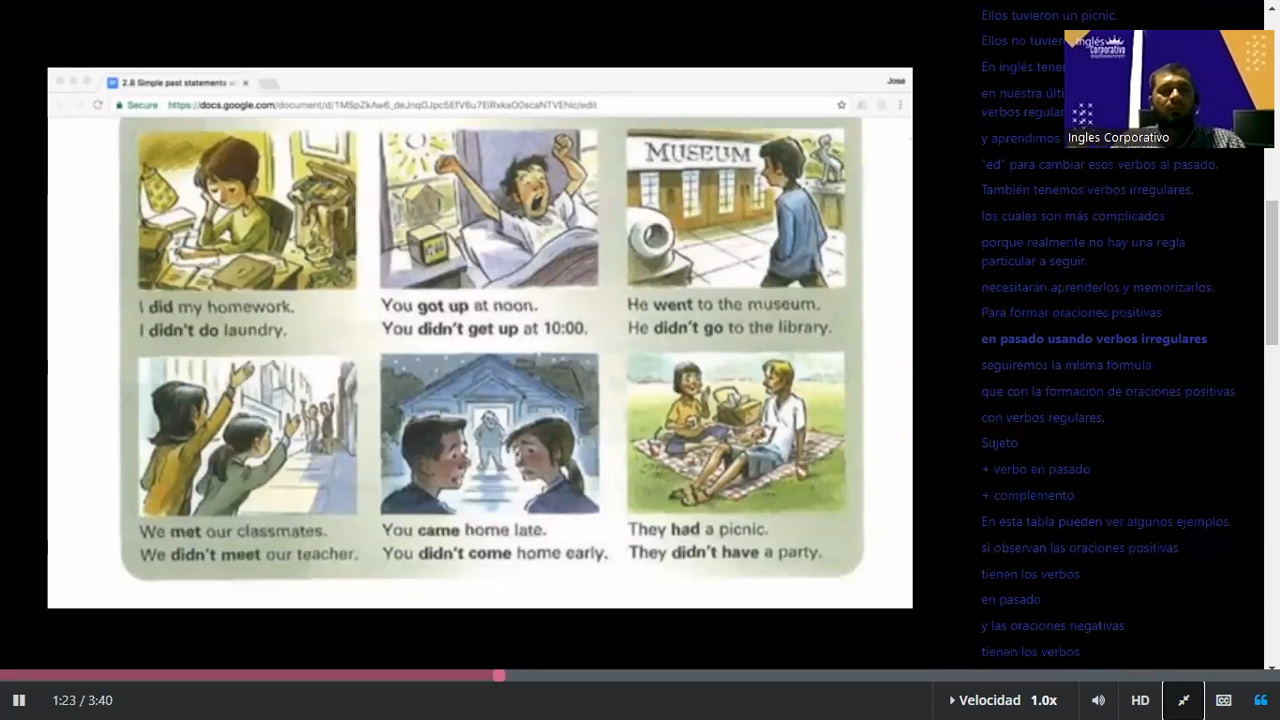 Ellos tuvieron un picnic.
Ellos no tuvier
En inglés tene
en nuestra últi
verbos regular
y aprendimos
"ed" para cambiar esos verbos al pasado.
También tenemos verbos irregulares,
los cuales son más complicados
porque realmente no hay una regla
particular a seguir.
necesitarán aprenderlos y memorizarlos.
Para formar oraciones positivas
en pasado usando verbos irregulares
seguiremos la misma fórmula
que con la formación de oraciones positivas
con verbos regulares.
Sujeto
+ verbo en pasado
+ complemento
En esta tabla pueden ver algunos ejemplos,
si observan las oraciones positivas
tienen los verbos
en pasado
y las oraciones negativas
tienen los verbos
Inglés
Corporativo
Ingles Corporativo
2.8 Simple past statements w
Jose
Secure
MUSEUM
I did my homework.
I didn't do laundry.
You got up at noon.
You didn't get up at 10:00.
He went to the museum.
He didn't go to the library.
We met our classmates.
We didn't meet our teacher.
You came home late.
You didn't come home early.
They had a picnic.
They didn't have a party.
1:23 / 3:40
Velocidad 1.0x
HD
CC